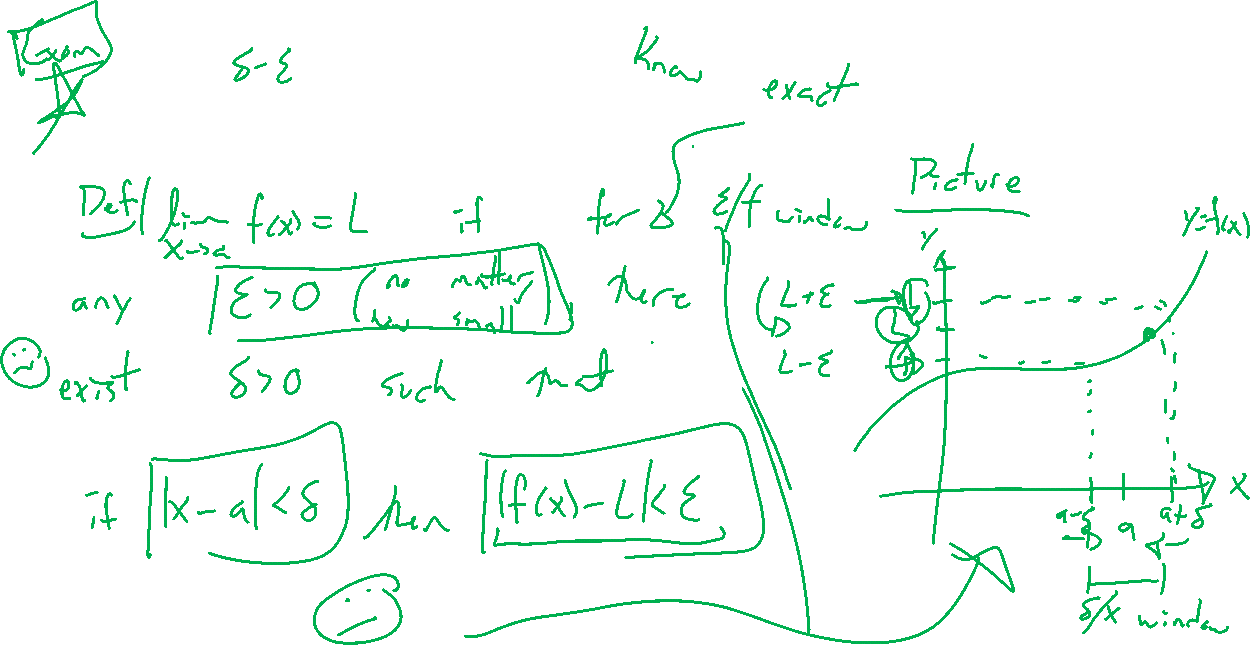 Exam
δ-ε
Know exact
Def lim x→a f(x) = L if for
any ε>0 (no matter how small) there
exist δ>0 such that
if |x-a|<δ then |f(x)-L|<ε
Picture
ε/f window
y
y=f(x)
L+ε
L
L-ε
x
a-δ a a+δ
δ/x window